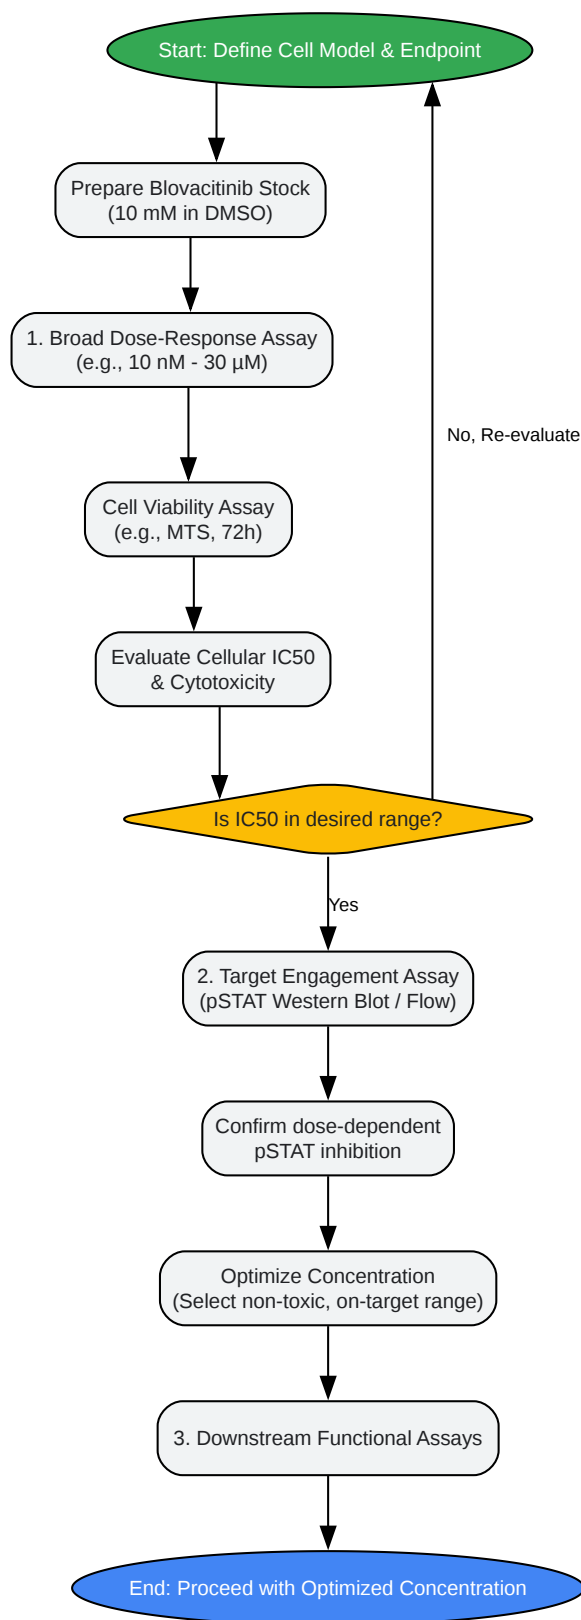 Start: Define Cell Model & Endpoint
Prepare Blovacitinib Stock
(10 mM in DMSO)
1. Broad Dose-Response Assay
(e.g., 10 nM - 30 µM)
No, Re-evaluate
Cell Viability Assay
(e.g., MTS, 72h)
Evaluate Cellular IC50
& Cytotoxicity
Is IC50 in desired range?
Yes
2. Target Engagement Assay
(pSTAT Western Blot / Flow)
Confirm dose-dependent
pSTAT inhibition
Optimize Concentration
(Select non-toxic, on-target range)
3. Downstream Functional Assays
End: Proceed with Optimized Concentration